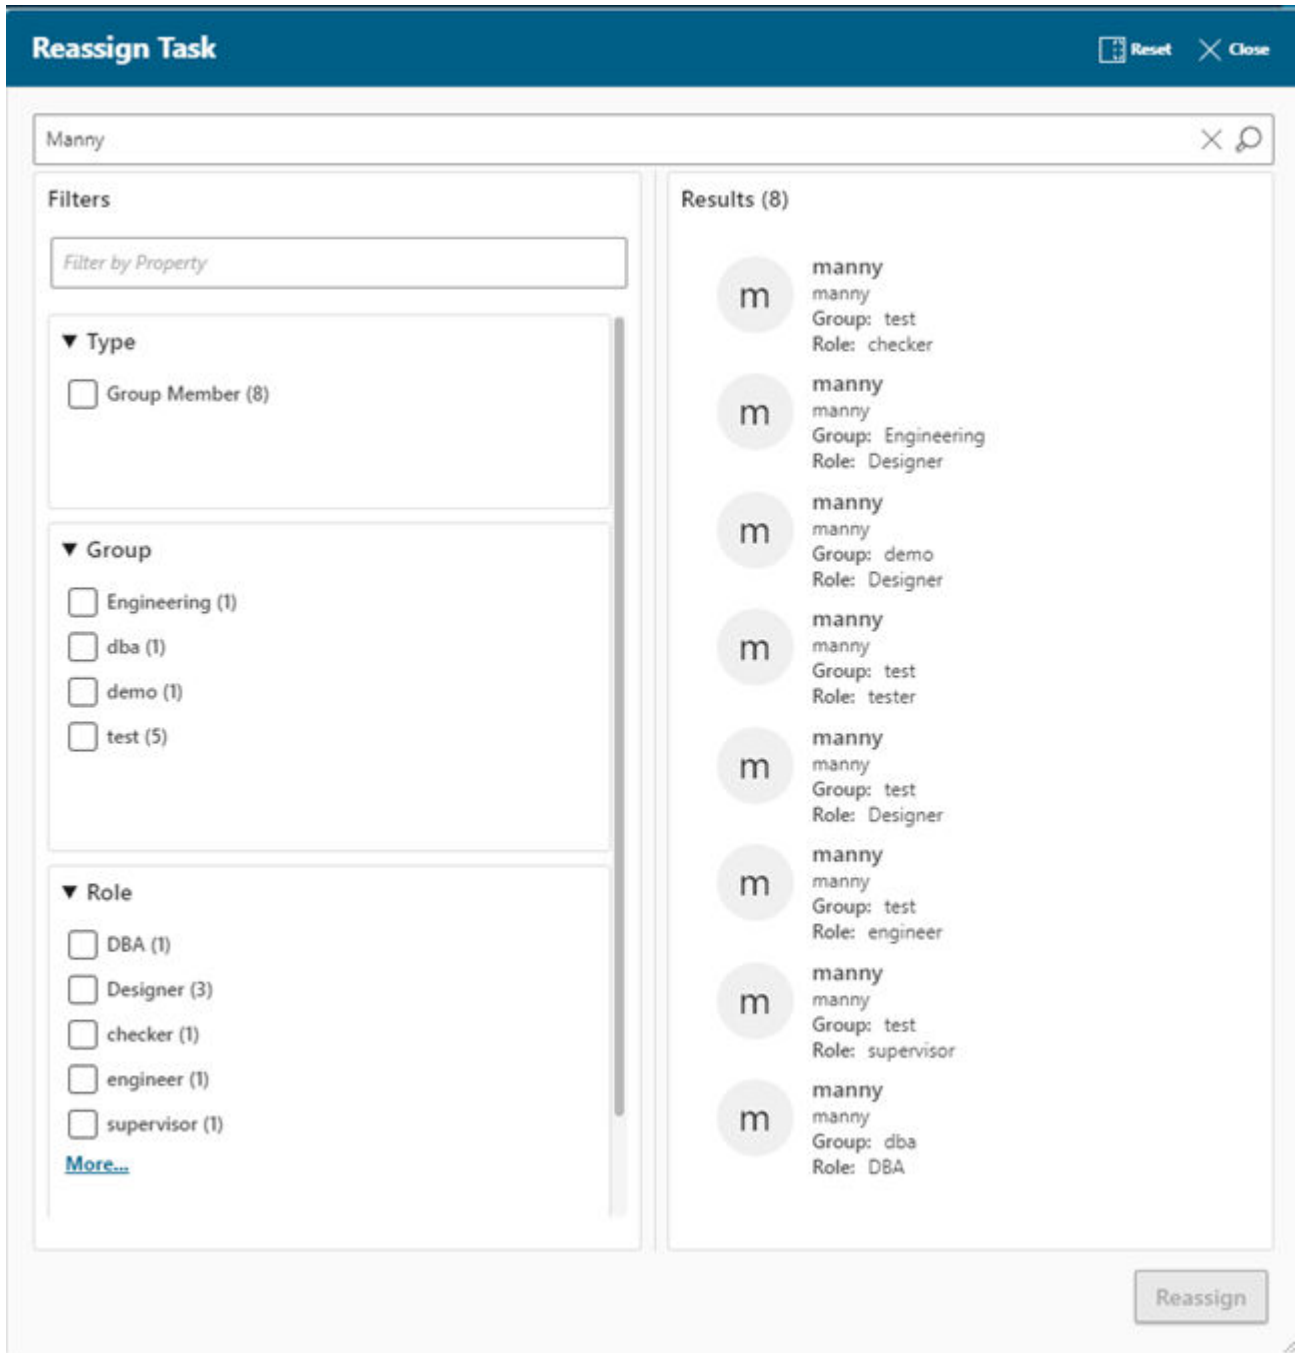 Reassign Task
Reset
Close
Manny
Filters
Filter by Property
Type
Group Member (8)
Group
Engineering (1)
dba (1)
demo (1)
test (5)
Role
DBA (1)
Designer (3)
checker (1)
engineer (1)
supervisor (1)
More...
Results (8)
m
manny
manny
Group: test
Role: checker
m
manny
manny
Group: Engineering
Role: Designer
m
manny
manny
Group: demo
Role: Designer
m
manny
manny
Group: test
Role: tester
m
manny
manny
Group: test
Role: Designer
m
manny
manny
Group: test
Role: engineer
m
manny
manny
Group: test
Role: supervisor
m
manny
manny
Group: dba
Role: DBA
Reassign